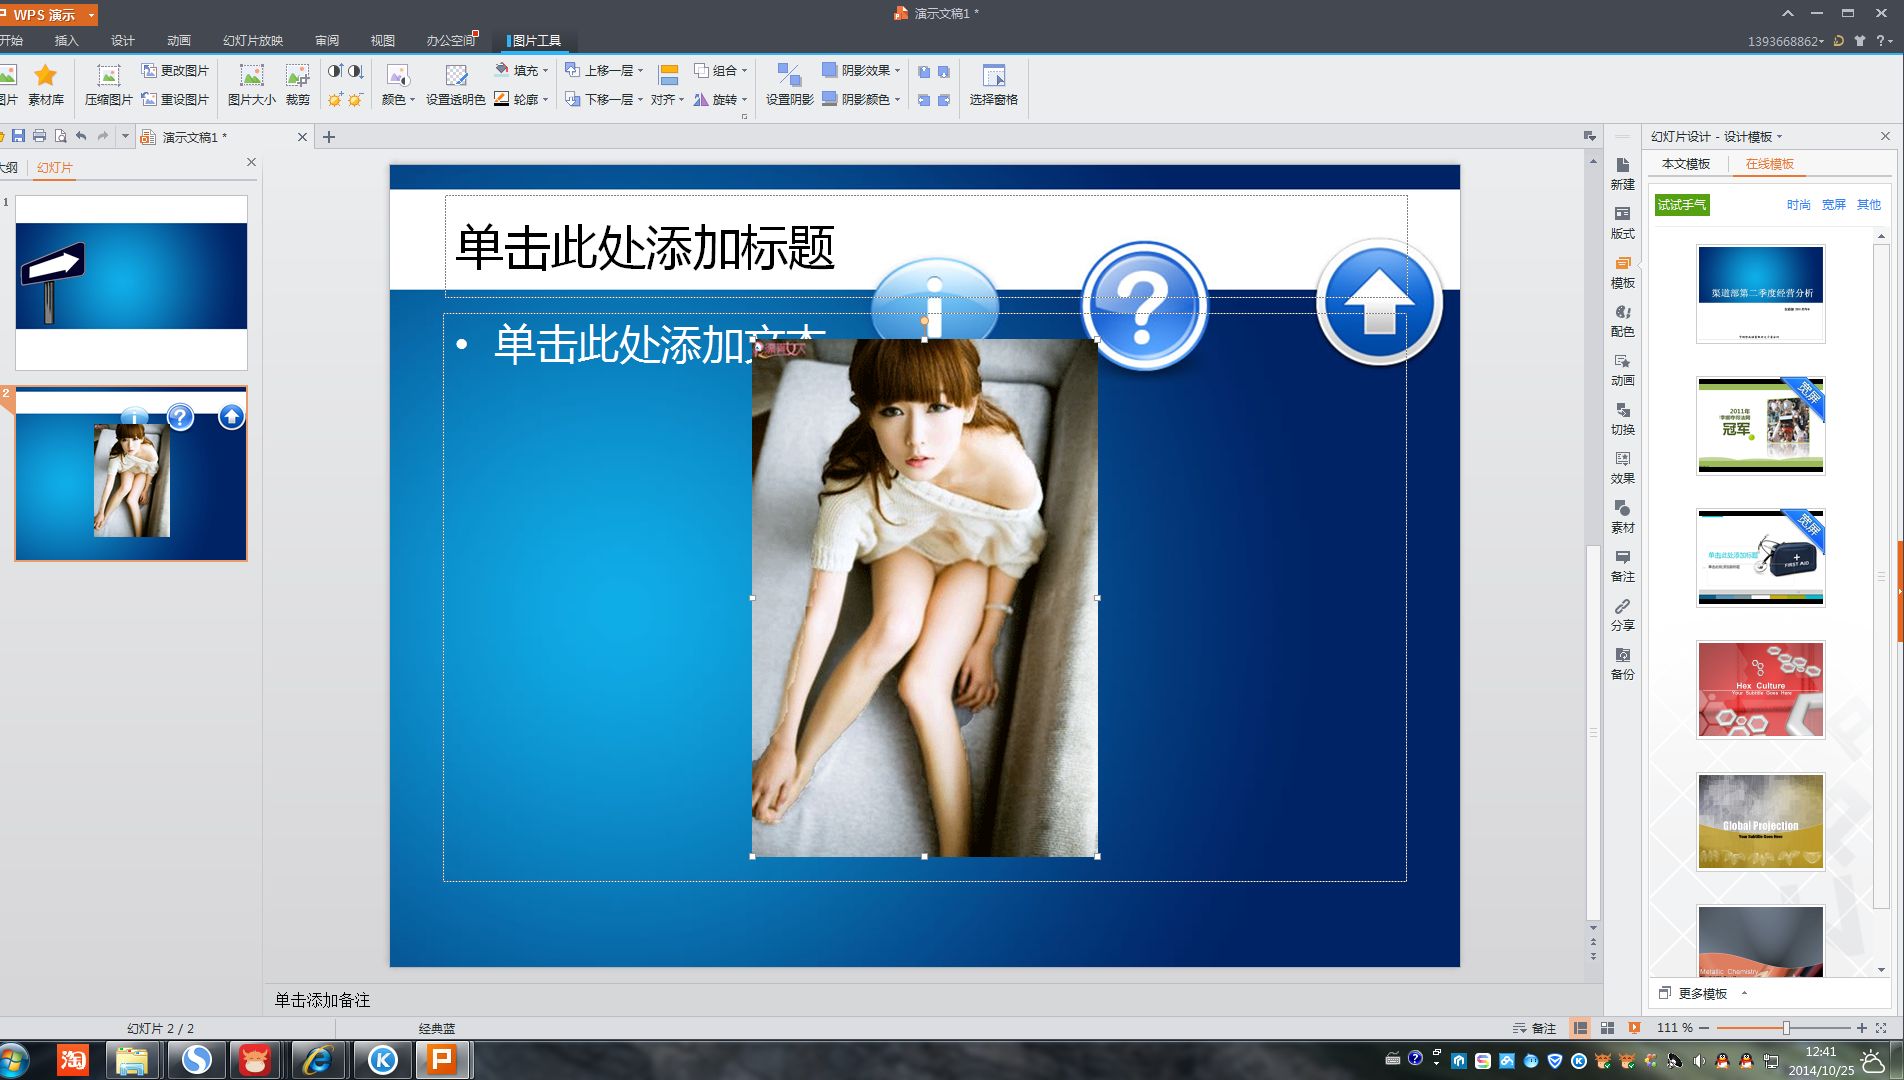 WPS 演示
演示文稿1 *
开始 插入 设计 动画 幻灯片放映 审阅 视图 办公空间 图片工具
1393668862
图片 素材库 压缩图片 更改图片 重设图片 图片大小 裁剪 颜色 设置透明色 填充 轮廓 上移一层 下移一层 对齐 组合 旋转 设置阴影 阴影效果 阴影颜色 选择窗格
演示文稿1 *
大纲 幻灯片
1
2
单击此处添加标题
• 单击此处添加文本
单击添加备注
新建
版式
模板
配色
动画
切换
效果
素材
备注
分享
备份
幻灯片设计 - 设计模板
本文模板 在线模板
试试手气 时尚 宽屏 其他
渠道部第二季度经营分析
宽屏
2011年
冠军
宽屏
单击此处添加标题
FIRST AID
Hex Culture
Your Subtitle Goes Here
Global Projection
Your Subtitle Goes Here
Metallic Chemistry
更多模板
幻灯片 2 / 2 经典蓝 备注 111 %
淘
12:41
2014/10/25